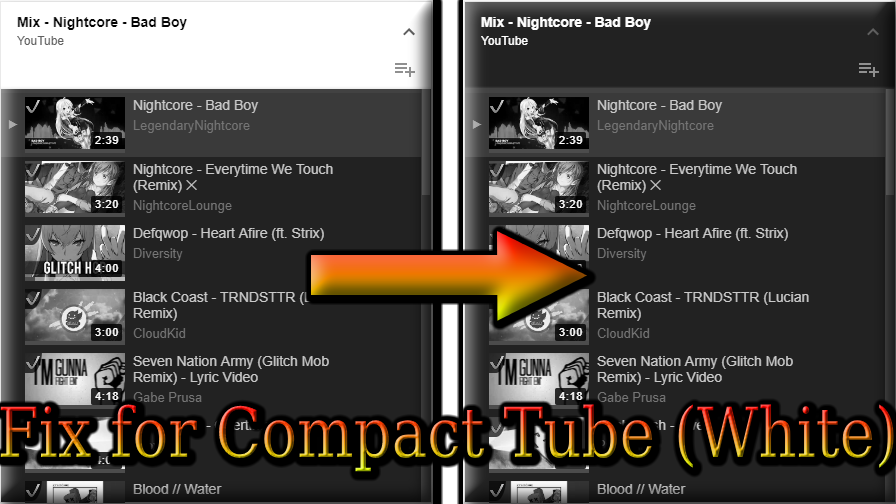 Mix - Nightcore - Bad Boy
YouTube
Nightcore - Bad Boy
LegendaryNightcore
2:39
Nightcore - Everytime We Touch
(Remix) ╳
NightcoreLounge
3:20
Defqwop - Heart Afire (ft. Strix)
Diversity
GLITCH H
4:00
Black Coast - TRNDSTTR (
Remix)
CloudKid
3:00
Seven Nation Army (Glitch Mob
Remix) - Lyric Video
Gabe Prusa
I'M GUNNA
FIGHT EM
4:18
Blood // Water
Mix - Nightcore - Bad Boy
YouTube
Nightcore - Bad Boy
LegendaryNightcore
2:39
Nightcore - Everytime We Touch
(Remix) ╳
NightcoreLounge
3:20
Defqwop - Heart Afire (ft. Strix)
Diversity
Black Coast - TRNDSTTR (Lucian
Remix)
CloudKid
3:00
Seven Nation Army (Glitch Mob
Remix) - Lyric Video
Gabe Prusa
I'M GUNNA
FIGHT EM
4:18
Blood // Water
Fix for Compact Tube (White)